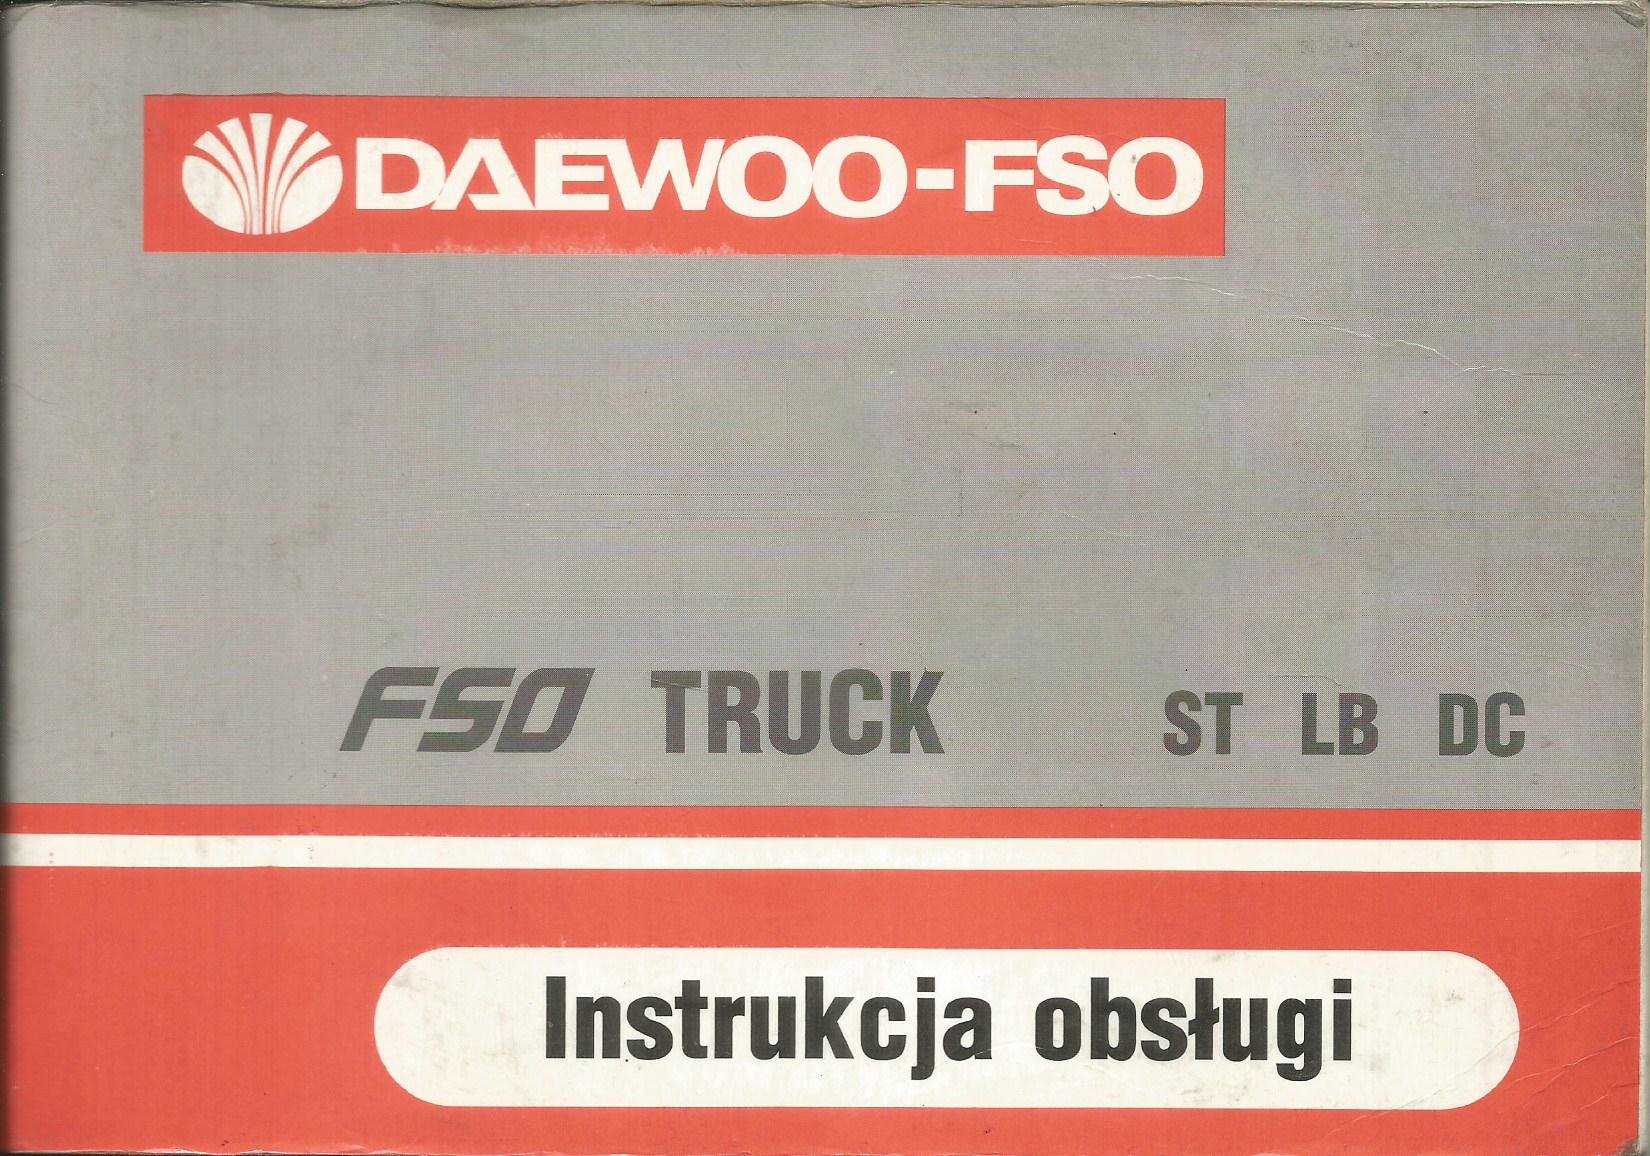 DAEWOO-FSO
FSO TRUCK ST LB DC
Instrukcja obsługi